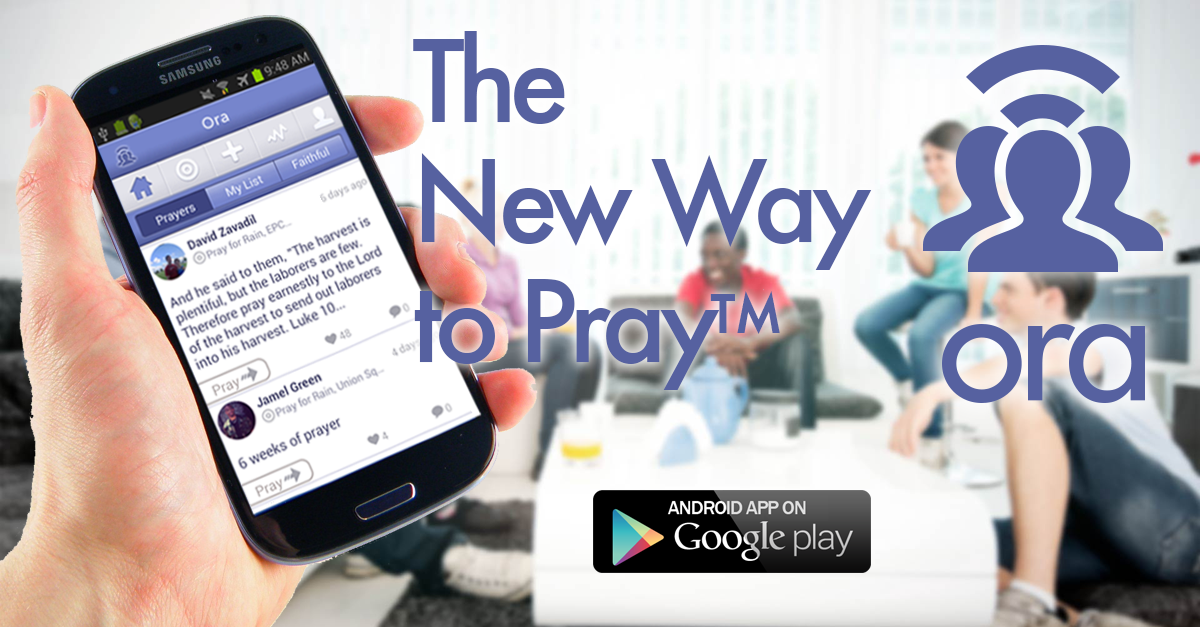 SAMSUNG
9:48 AM
Ora
Prayers
My List
Faithful
David Zavadil
6 days ago
Pray for Rain, EPC...
And he said to them, "The harvest is
plentiful, but the laborers are few.
Therefore pray earnestly to the Lord
of the harvest to send out laborers
into his harvest. Luke 10...
48
0
Pray
Jamel Green
4 days
Pray for Rain, Union Sq...
6 weeks of prayer
4
0
Pray
The
New Way
to Pray™
ora
ANDROID APP ON
Google play